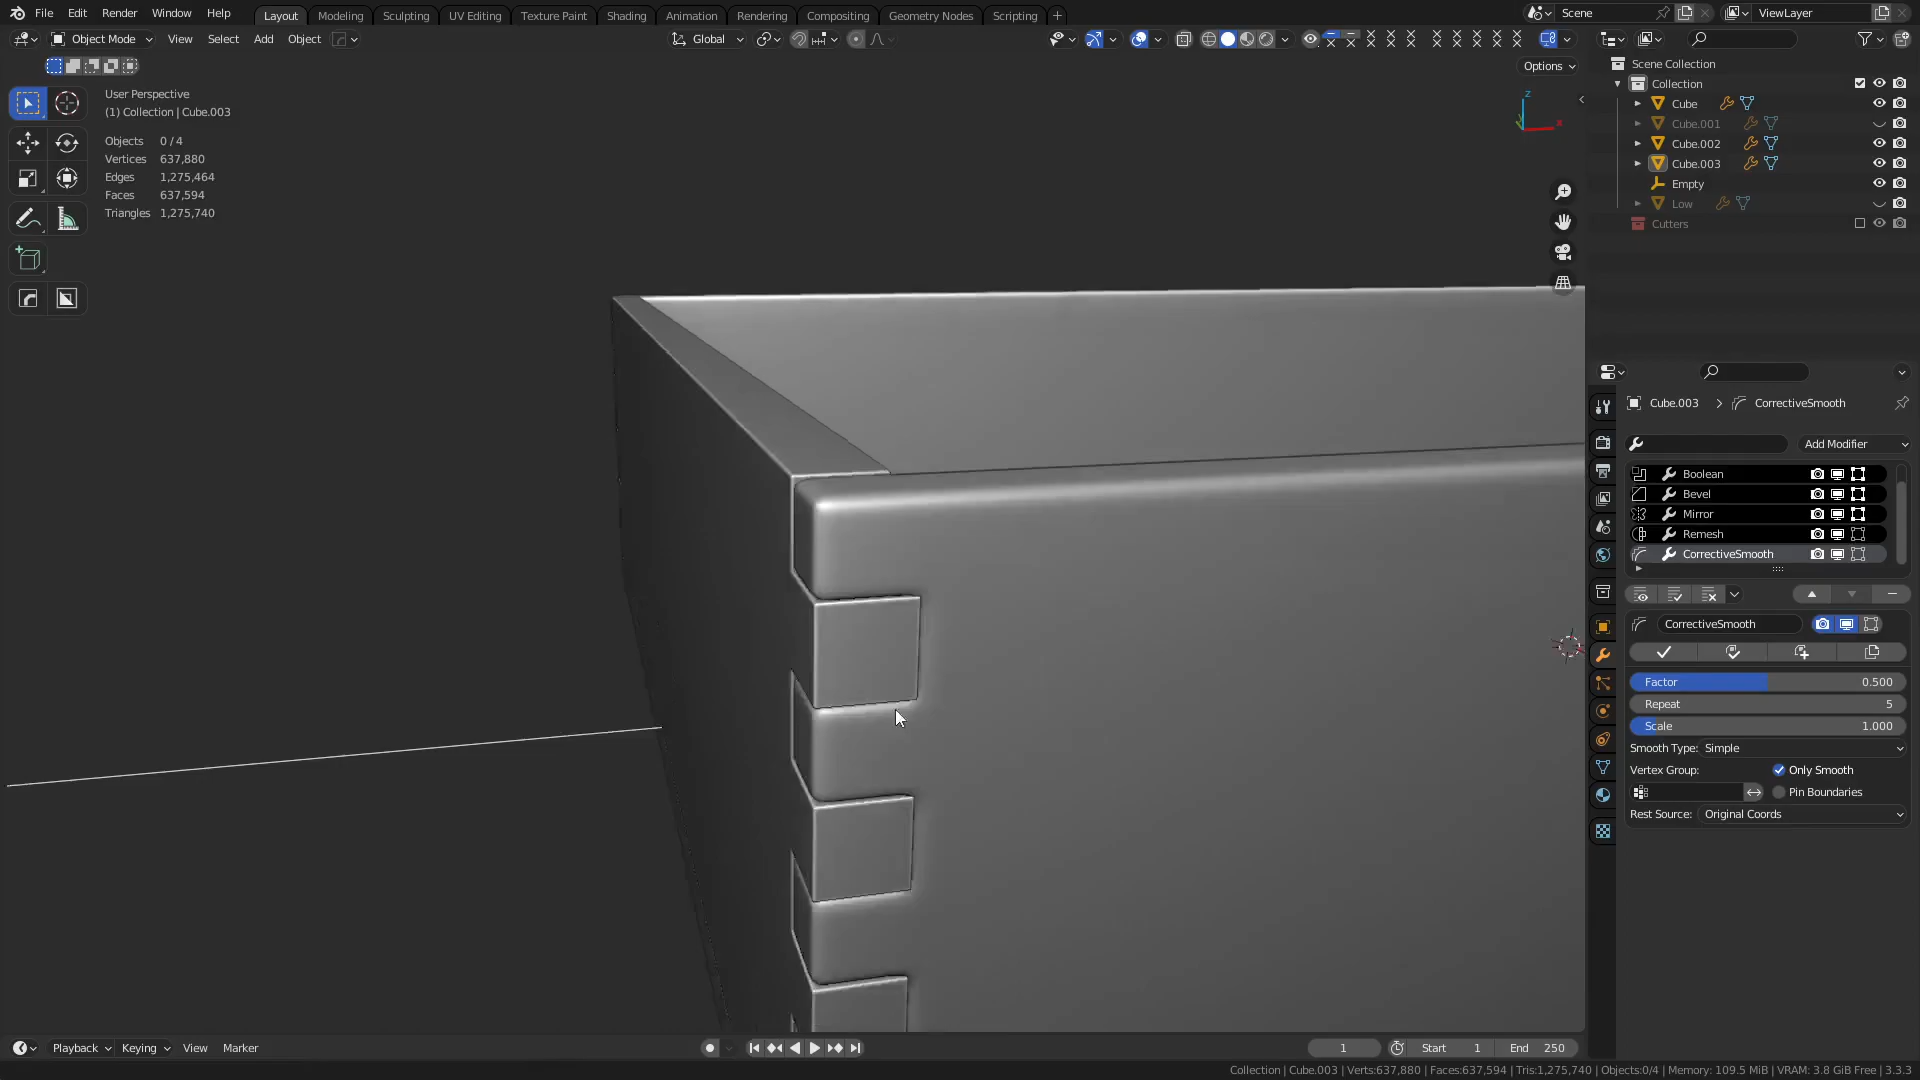 File Edit Render Window Help Layout Modeling Sculpting UV Editing Texture Paint Shading Animation Rendering Compositing Geometry Nodes Scripting + Scene ViewLayer
Object Mode View Select Add Object Global
Options
User Perspective
(1) Collection | Cube.003
Objects 0 / 4
Vertices 637,880
Edges 1,275,464
Faces 637,594
Triangles 1,275,740
Z
X
Y
Scene Collection
Collection
Cube
Cube.001
Cube.002
Cube.003
Empty
Low
Cutters
Cube.003 > CorrectiveSmooth
Add Modifier
Boolean
Bevel
Mirror
Remesh
CorrectiveSmooth
CorrectiveSmooth
Factor 0.500
Repeat 5
Scale 1.000
Smooth Type: Simple
Vertex Group: Only Smooth
Pin Boundaries
Rest Source: Original Coords
Playback Keying View Marker 1 Start 1 End 250
Collection | Cube.003 | Verts:637,880 | Faces:637,594 | Tris:1,275,740 | Objects:0/4 | Memory: 109.5 MiB | VRAM: 3.8 GiB Free | 3.3.3